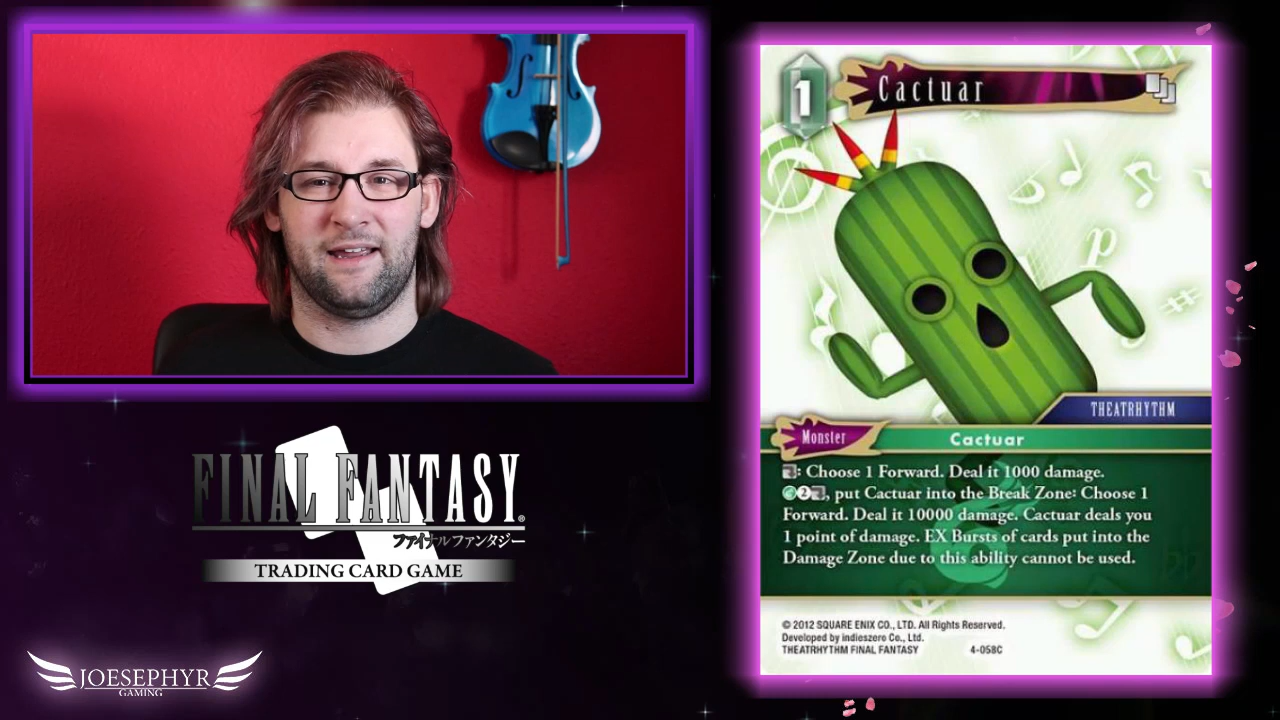 1
Cactuar
THEATRHYTHM
Monster
Cactuar
: Choose 1 Forward. Deal it 1000 damage.
2, put Cactuar into the Break Zone: Choose 1
Forward. Deal it 10000 damage. Cactuar deals you
1 point of damage. EX Bursts of cards put into the
Damage Zone due to this ability cannot be used.
© 2012 SQUARE ENIX CO., LTD. All Rights Reserved.
Developed by indieszero Co., Ltd.
THEATRHYTHM FINAL FANTASY
4-058C
FINAL FANTASY®
ファイナルファンタジー
TRADING CARD GAME
JOESEPHYR
GAMING